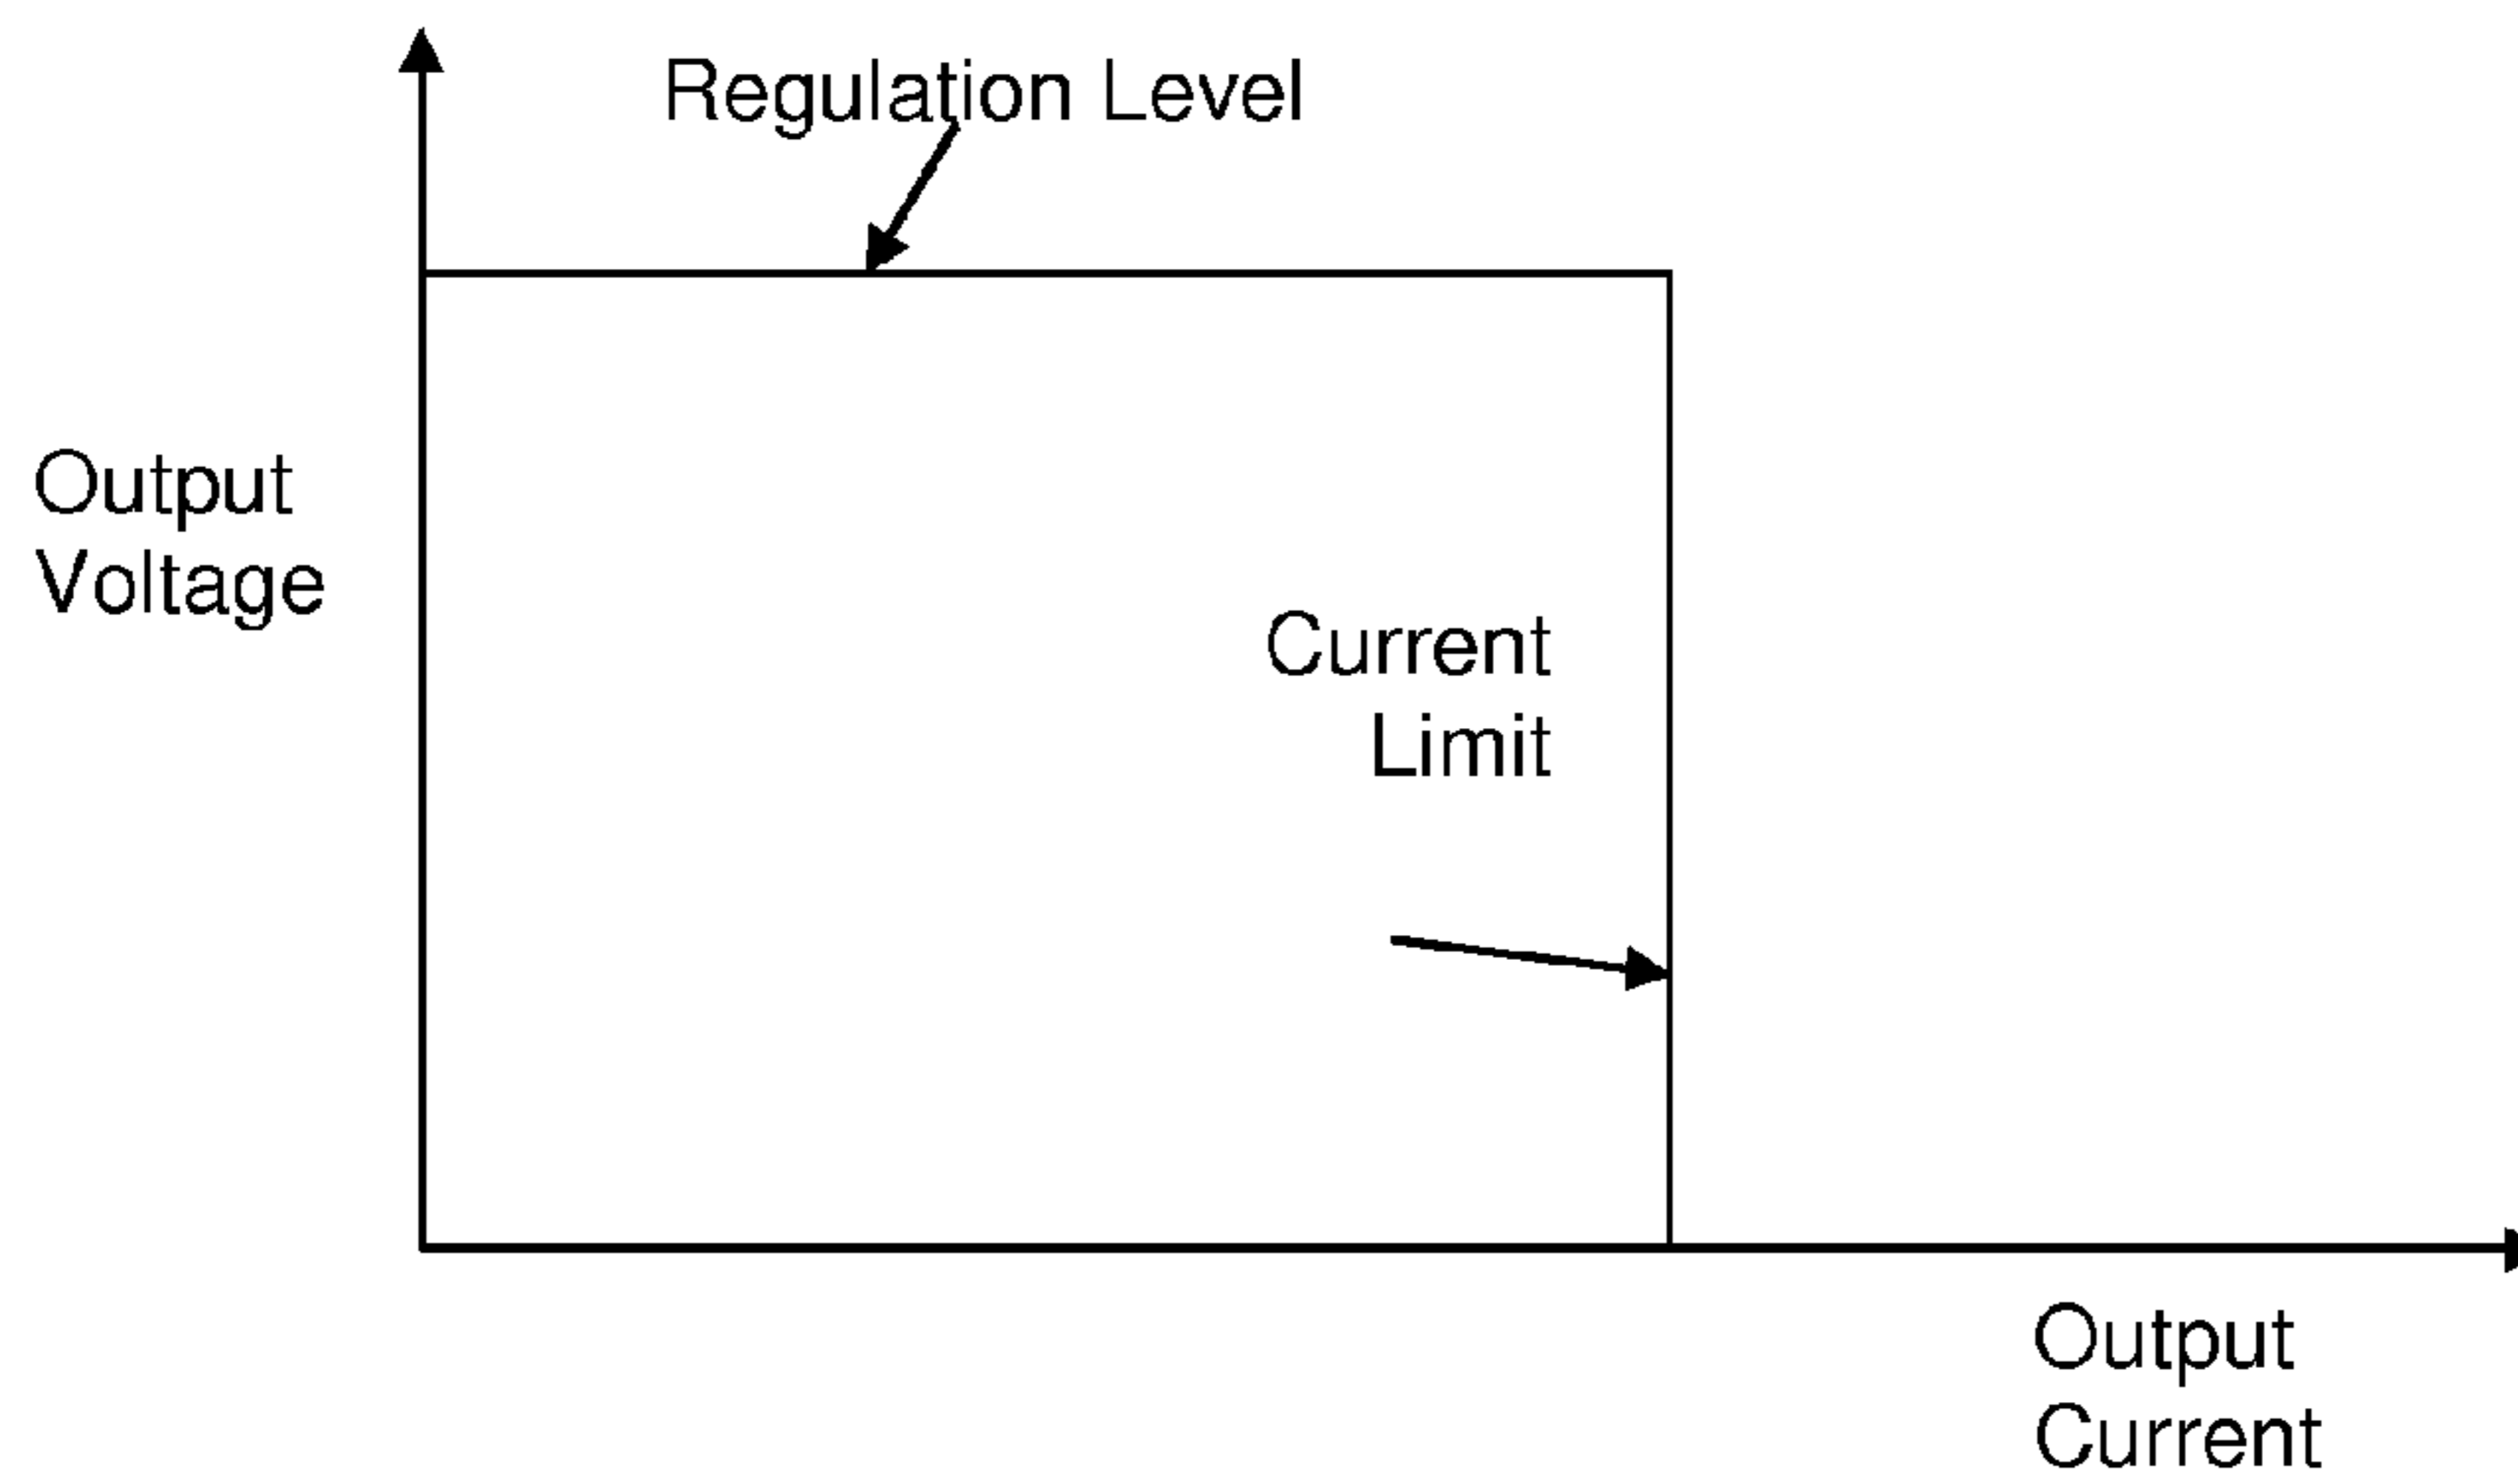 Regulation Level
Output
Voltage
Current
Limit
Output
Current